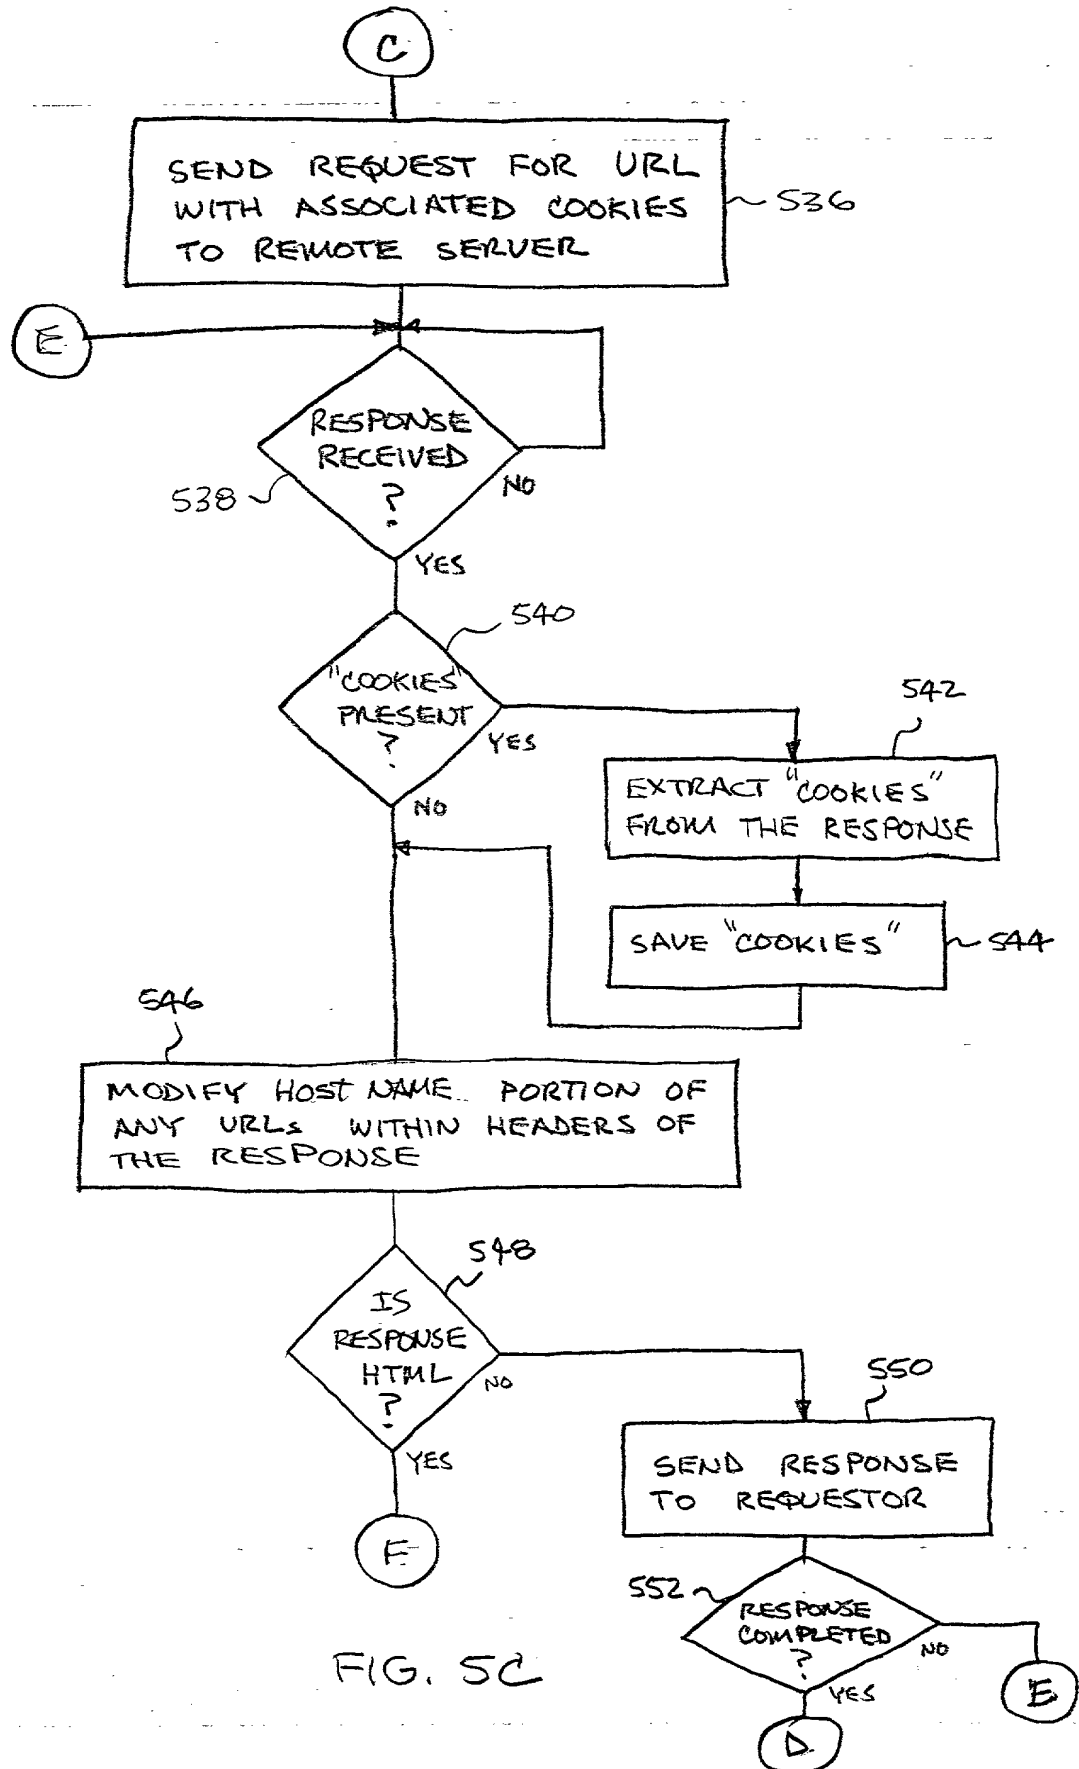 C
SEND REQUEST FOR URL
WITH ASSOCIATED COOKIES
TO REMOTE SERVER
536
E
RESPONSE
RECEIVED
?
538
NO
YES
540
"COOKIES"
PRESENT
?
YES
NO
542
EXTRACT "COOKIES"
FROM THE RESPONSE
SAVE "COOKIES"
544
546
MODIFY HOST NAME PORTION OF
ANY URLs WITHIN HEADERS OF
THE RESPONSE
548
IS
RESPONSE
HTML
?
NO
YES
F
550
SEND RESPONSE
TO REQUESTOR
552
RESPONSE
COMPLETED
?
NO
YES
E
D
FIG. 5C